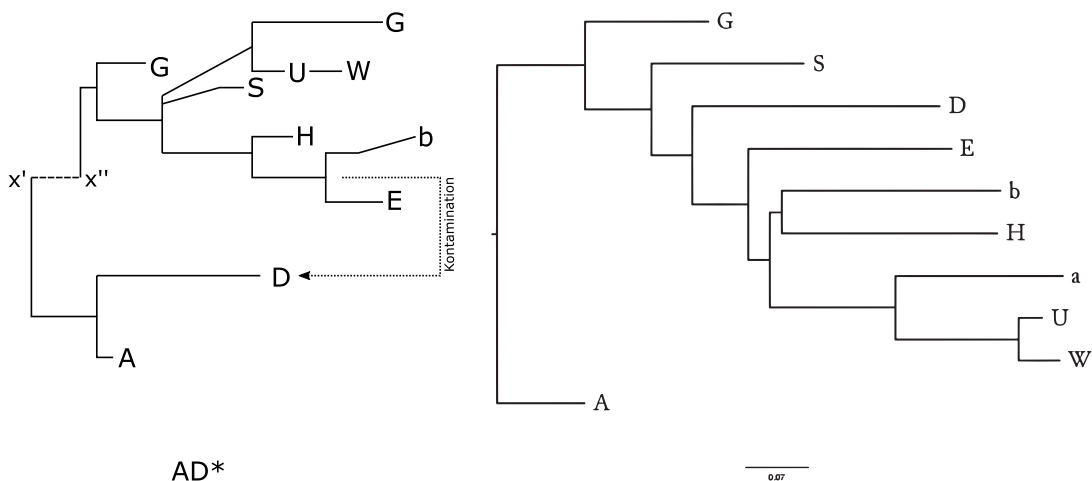 G
G
U
W
S
H
b
E
x'
x''
Kontamination
D
A
AD*
G
S
D
E
b
H
a
U
W
A
0.07